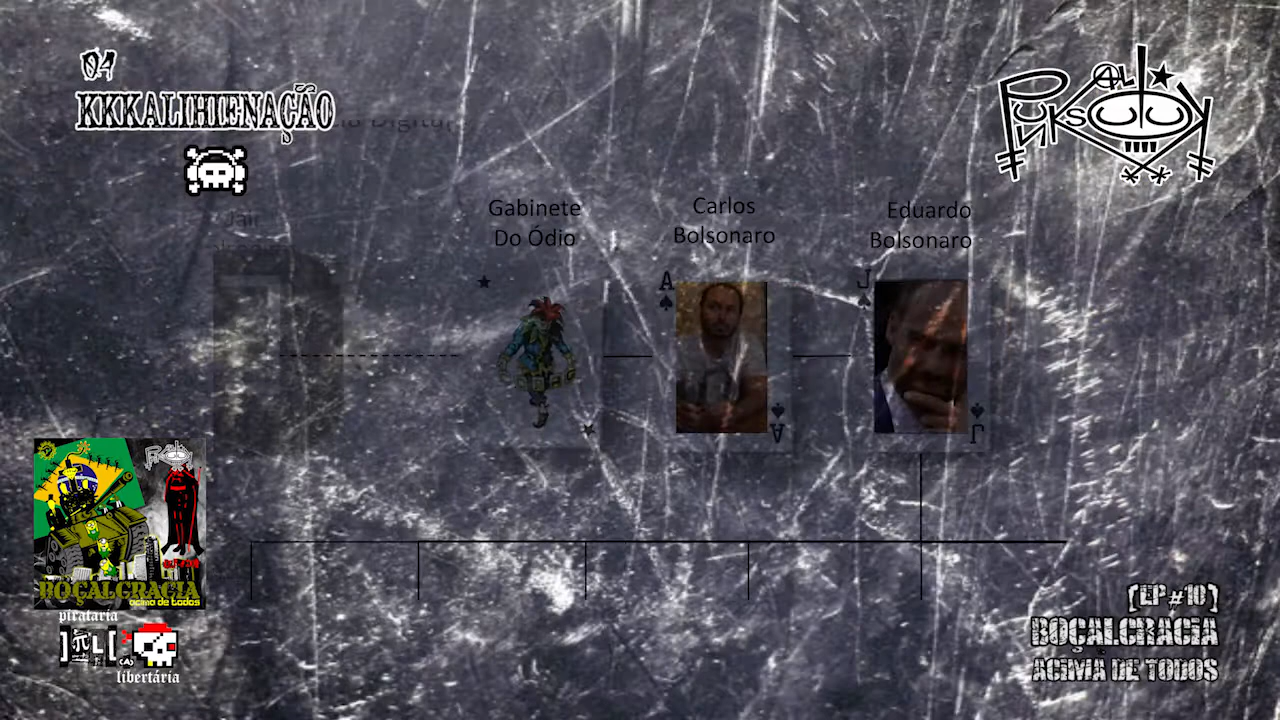 04
KKKALIHIENAÇÃO
Jair
Gabinete
Do Ódio
Carlos
Bolsonaro
Eduardo
Bolsonaro
A
A
J
J
BOÇALCRACIA
acima de todos
pirataria
libertária
[EP#10]
BOÇALCRACIA
ACIMA DE TODOS